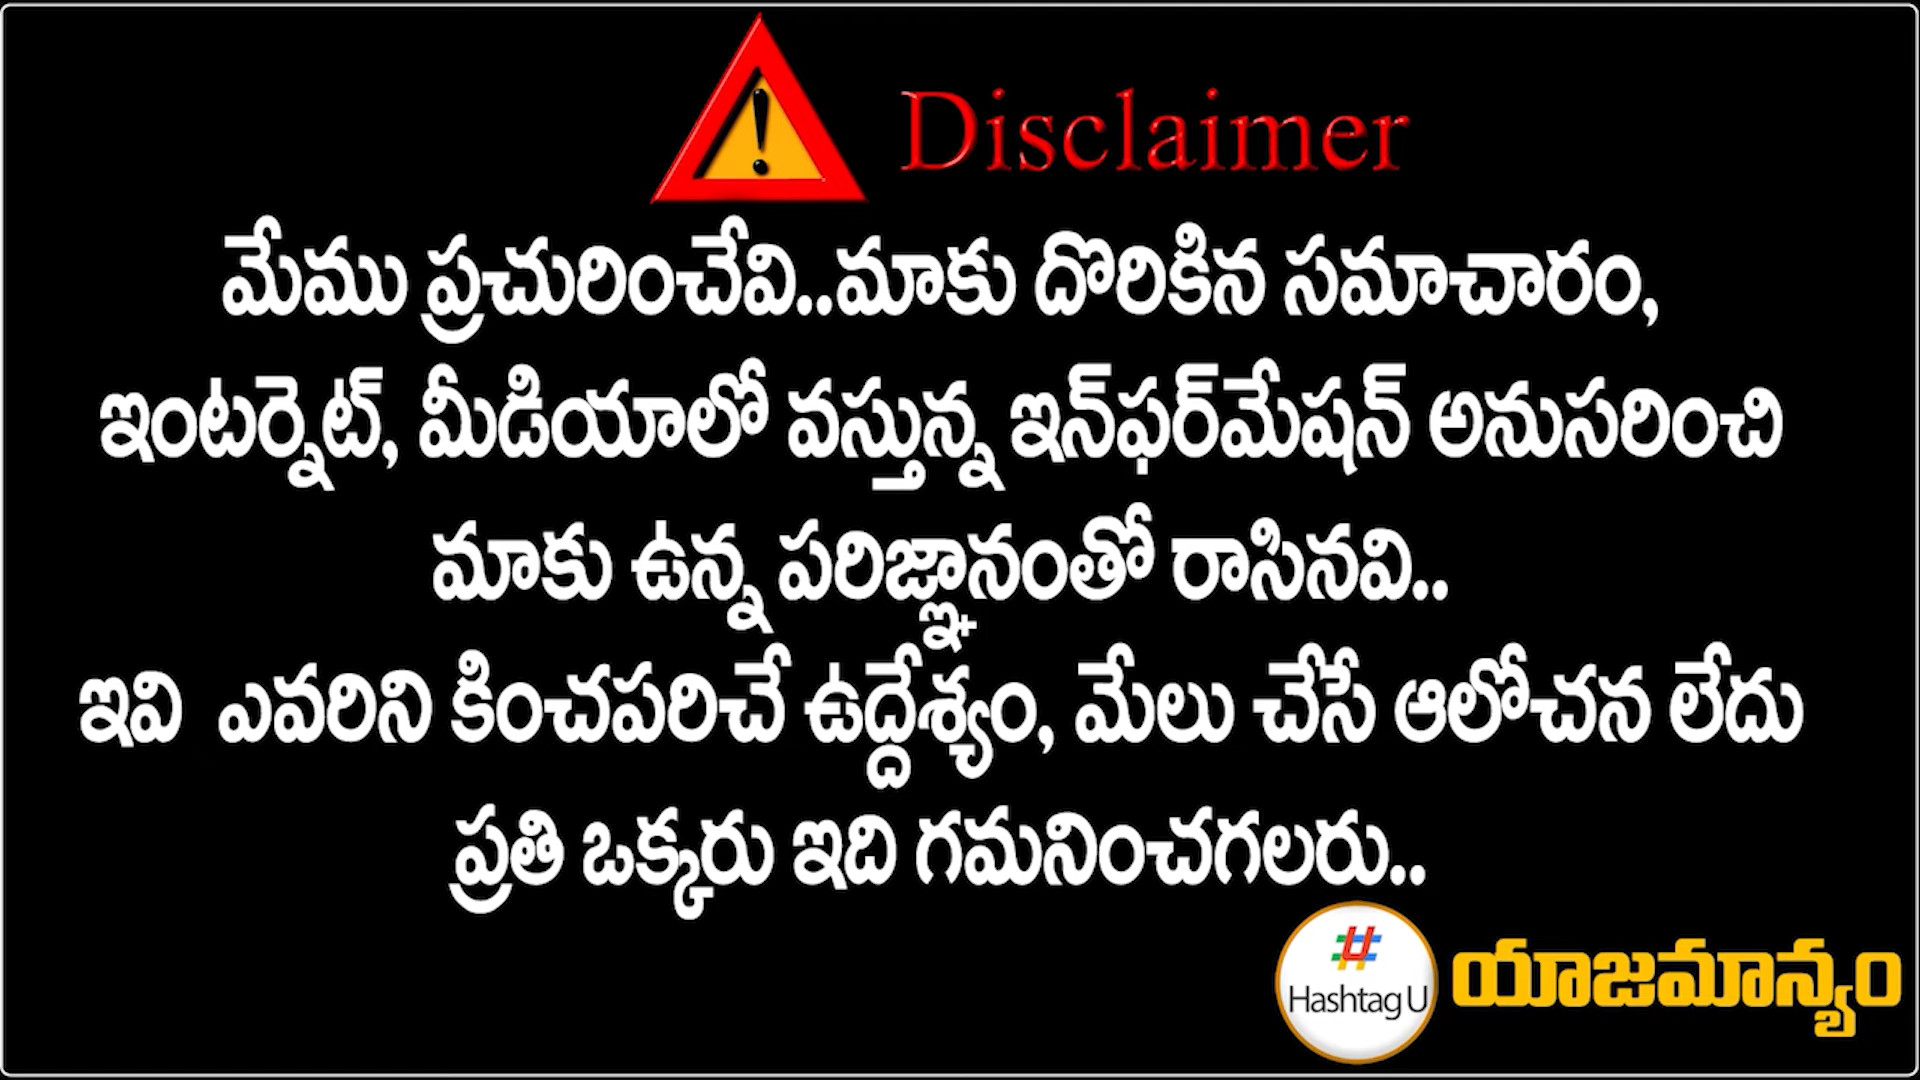 Disclaimer
మేము ప్రచురించేవి..మాకు దొరికిన సమాచారం,
ఇంటర్నెట్, మీడియాలో వస్తున్న ఇన్‌ఫర్‌మేషన్ అనుసరించి
మాకు ఉన్న పరిజ్ఞానంతో రాసినవి..
ఇవి ఎవరిని కించపరిచే ఉద్దేశ్యం, మేలు చేసే ఆలోచన లేదు
ప్రతి ఒక్కరు ఇది గమనించగలరు..
# Hashtag U యాజమాన్యం